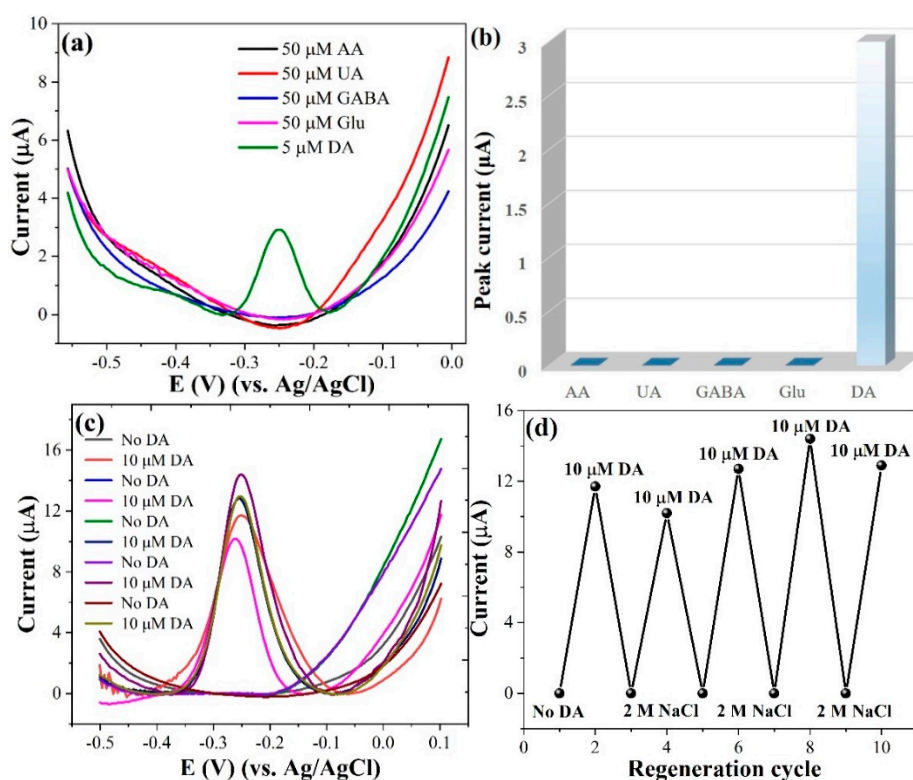 (a)
50 μM AA
50 μM UA
50 μM GABA
50 μM Glu
5 μM DA
10
8
6
4
2
0
Current (μA)
-0.5
-0.4
-0.3
-0.2
-0.1
0.0
E (V) (vs. Ag/AgCl)
(b)
3
2.5
2
1.5
1
0.5
0
Peak current (μA)
AA
UA
GABA
Glu
DA
(c)
No DA
10 μM DA
No DA
10 μM DA
No DA
10 μM DA
No DA
10 μM DA
No DA
10 μM DA
16
12
8
4
0
Current (μA)
-0.5
-0.4
-0.3
-0.2
-0.1
0.0
0.1
E (V) (vs. Ag/AgCl)
(d)
16
12
8
4
0
Current (μA)
10 μM DA
10 μM DA
10 μM DA
10 μM DA
10 μM DA
No DA
2 M NaCl
2 M NaCl
2 M NaCl
2
4
6
8
10
Regeneration cycle